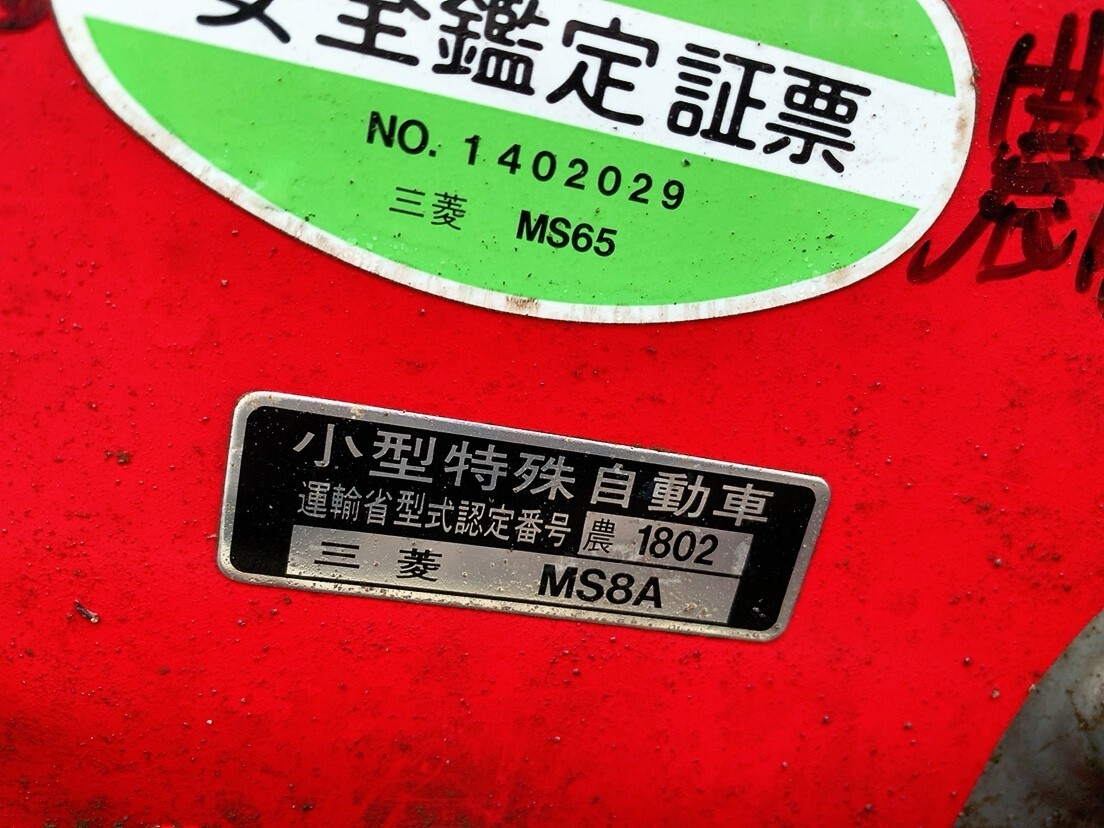 安全鑑定証票
NO. 1402029
三菱 MS65
小型特殊自動車
運輸省型式認定番号 農 1802
三菱 MS8A